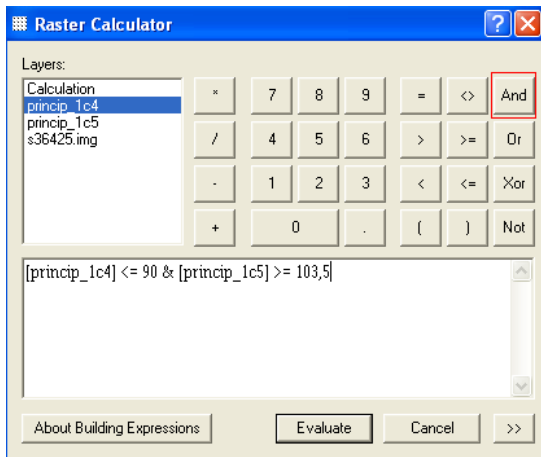 Raster Calculator
Layers:
Calculation
princip_1c4
princip_1c5
s36425.img
* 7 8 9 = <> And
/ 4 5 6 > >= Or
- 1 2 3 < <= Xor
+ 0 . ( ) Not
[princip_1c4] <= 90 & [princip_1c5] >= 103,5
About Building Expressions Evaluate Cancel >>